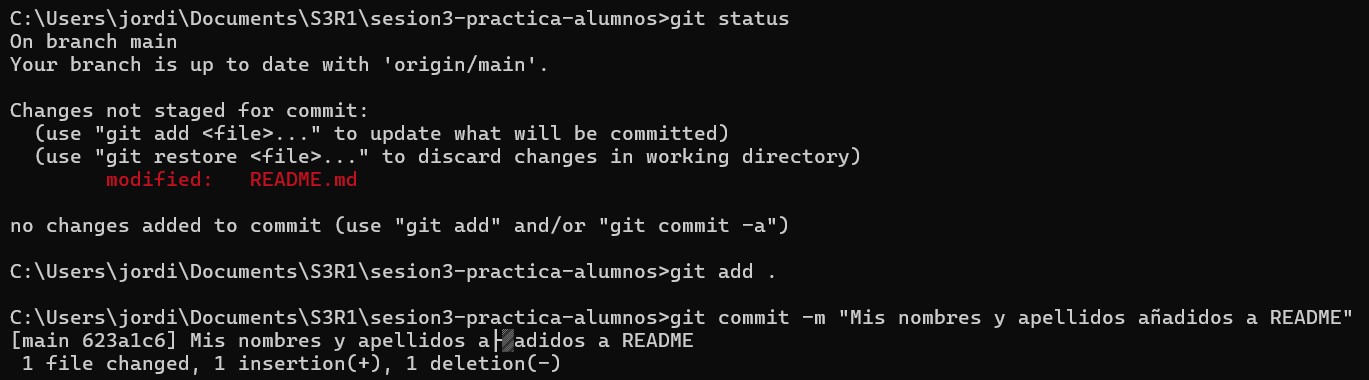 C:\Users\jordi\Documents\S3R1\sesion3-practica-alumnos>git status
On branch main
Your branch is up to date with 'origin/main'.
Changes not staged for commit:
(use "git add <file>..." to update what will be committed)
(use "git restore <file>..." to discard changes in working directory)
modified: README.md
no changes added to commit (use "git add" and/or "git commit -a")
C:\Users\jordi\Documents\S3R1\sesion3-practica-alumnos>git add .
C:\Users\jordi\Documents\S3R1\sesion3-practica-alumnos>git commit -m "Mis nombres y apellidos añadidos a README"
[main 623a1c6] Mis nombres y apellidos a├▒adidos a README
1 file changed, 1 insertion(+), 1 deletion(-)